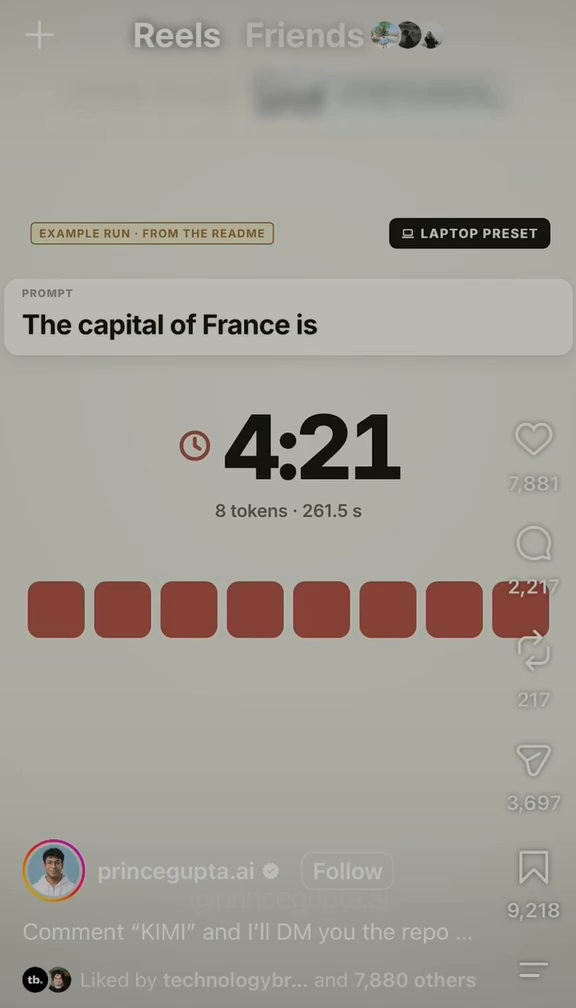 Reels Friends
EXAMPLE RUN · FROM THE README
LAPTOP PRESET
PROMPT
The capital of France is
4:21
8 tokens · 261.5 s
7,881
2,217
217
3,697
9,218
princegupta.ai
Follow
Comment “KIMI” and I’ll DM you the repo ...
tb.
Liked by technologybr... and 7,880 others